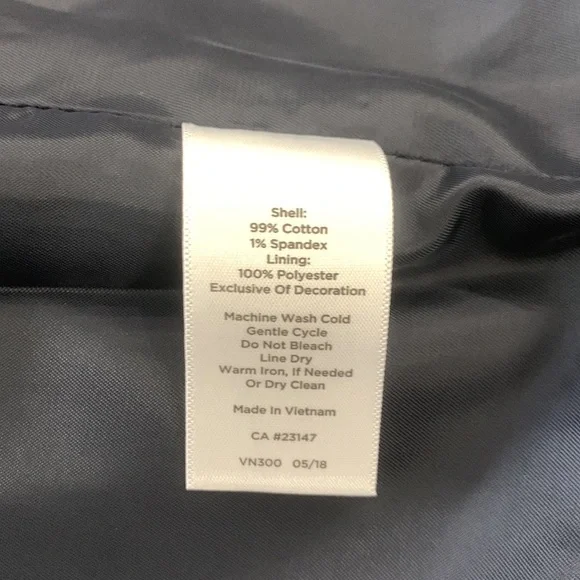 Shell:
99% Cotton
1% Spandex
Lining:
100% Polyester
Exclusive Of Decoration
Machine Wash Cold
Gentle Cycle
Do Not Bleach
Line Dry
Warm Iron, If Needed
Or Dry Clean
Made In Vietnam
CA #23147
VN300 05/18